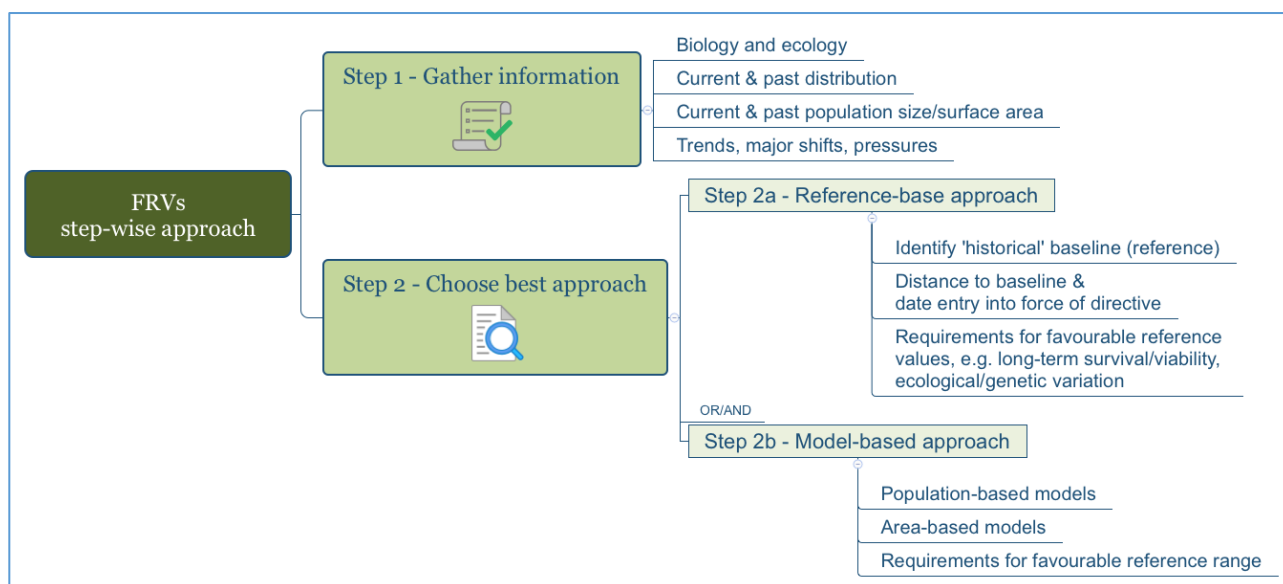 FRVs
step-wise approach
Step 1 - Gather information
Biology and ecology
Current & past distribution
Current & past population size/surface area
Trends, major shifts, pressures
Step 2 - Choose best approach
Step 2a - Reference-base approach
Identify 'historical' baseline (reference)
Distance to baseline &
date entry into force of directive
Requirements for favourable reference
values, e.g. long-term survival/viability,
ecological/genetic variation
OR/AND
Step 2b - Model-based approach
Population-based models
Area-based models
Requirements for favourable reference range